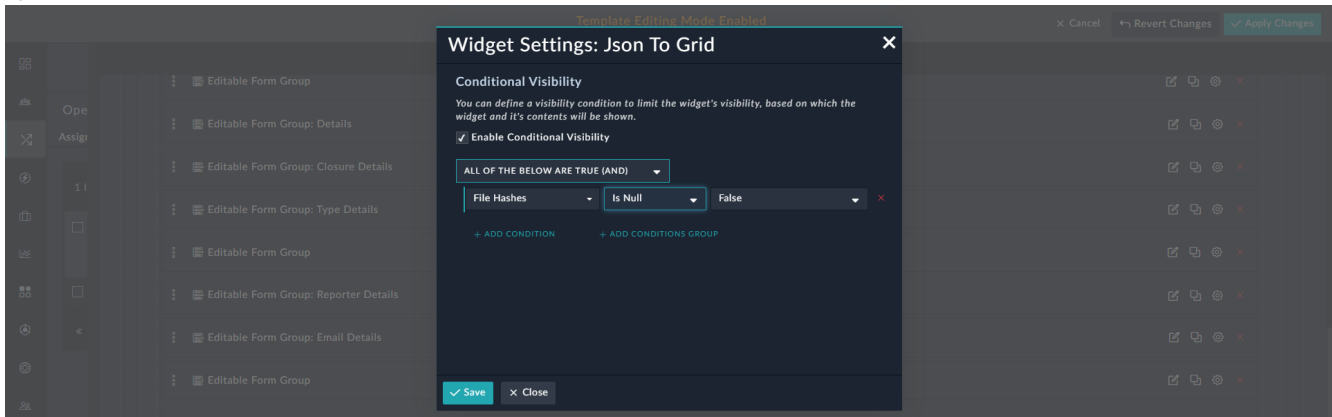 Template Editing Mode Enabled
× Cancel
Revert Changes
Apply Changes
Widget Settings: Json To Grid
Conditional Visibility
You can define a visibility condition to limit the widget's visibility, based on which the
widget and it's contents will be shown.
Enable Conditional Visibility
ALL OF THE BELOW ARE TRUE (AND)
File Hashes
Is Null
False
+ ADD CONDITION
+ ADD CONDITIONS GROUP
Save
× Close
Ope
Assign
1 I
Editable Form Group
Editable Form Group: Details
Editable Form Group: Closure Details
Editable Form Group: Type Details
Editable Form Group
Editable Form Group: Reporter Details
Editable Form Group: Email Details
Editable Form Group